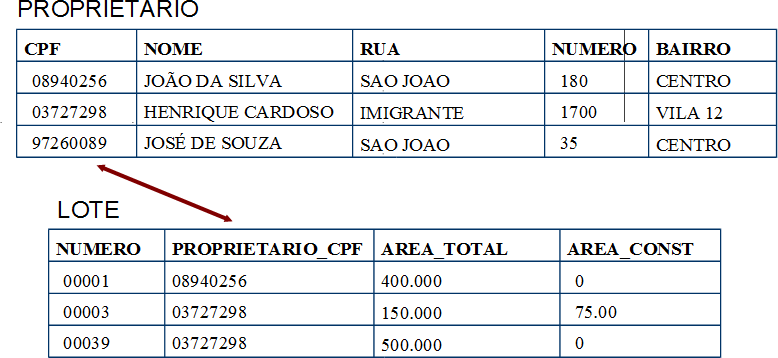 PROPRIETARIO
CPF NOME RUA NUMERO BAIRRO
08940256 JOÃO DA SILVA SAO JOAO 180 CENTRO
03727298 HENRIQUE CARDOSO IMIGRANTE 1700 VILA 12
97260089 JOSÉ DE SOUZA SAO JOAO 35 CENTRO
LOTE
NUMERO PROPRIETARIO_CPF AREA_TOTAL AREA_CONST
00001 08940256 400.000 0
00003 03727298 150.000 75.00
00039 03727298 500.000 0